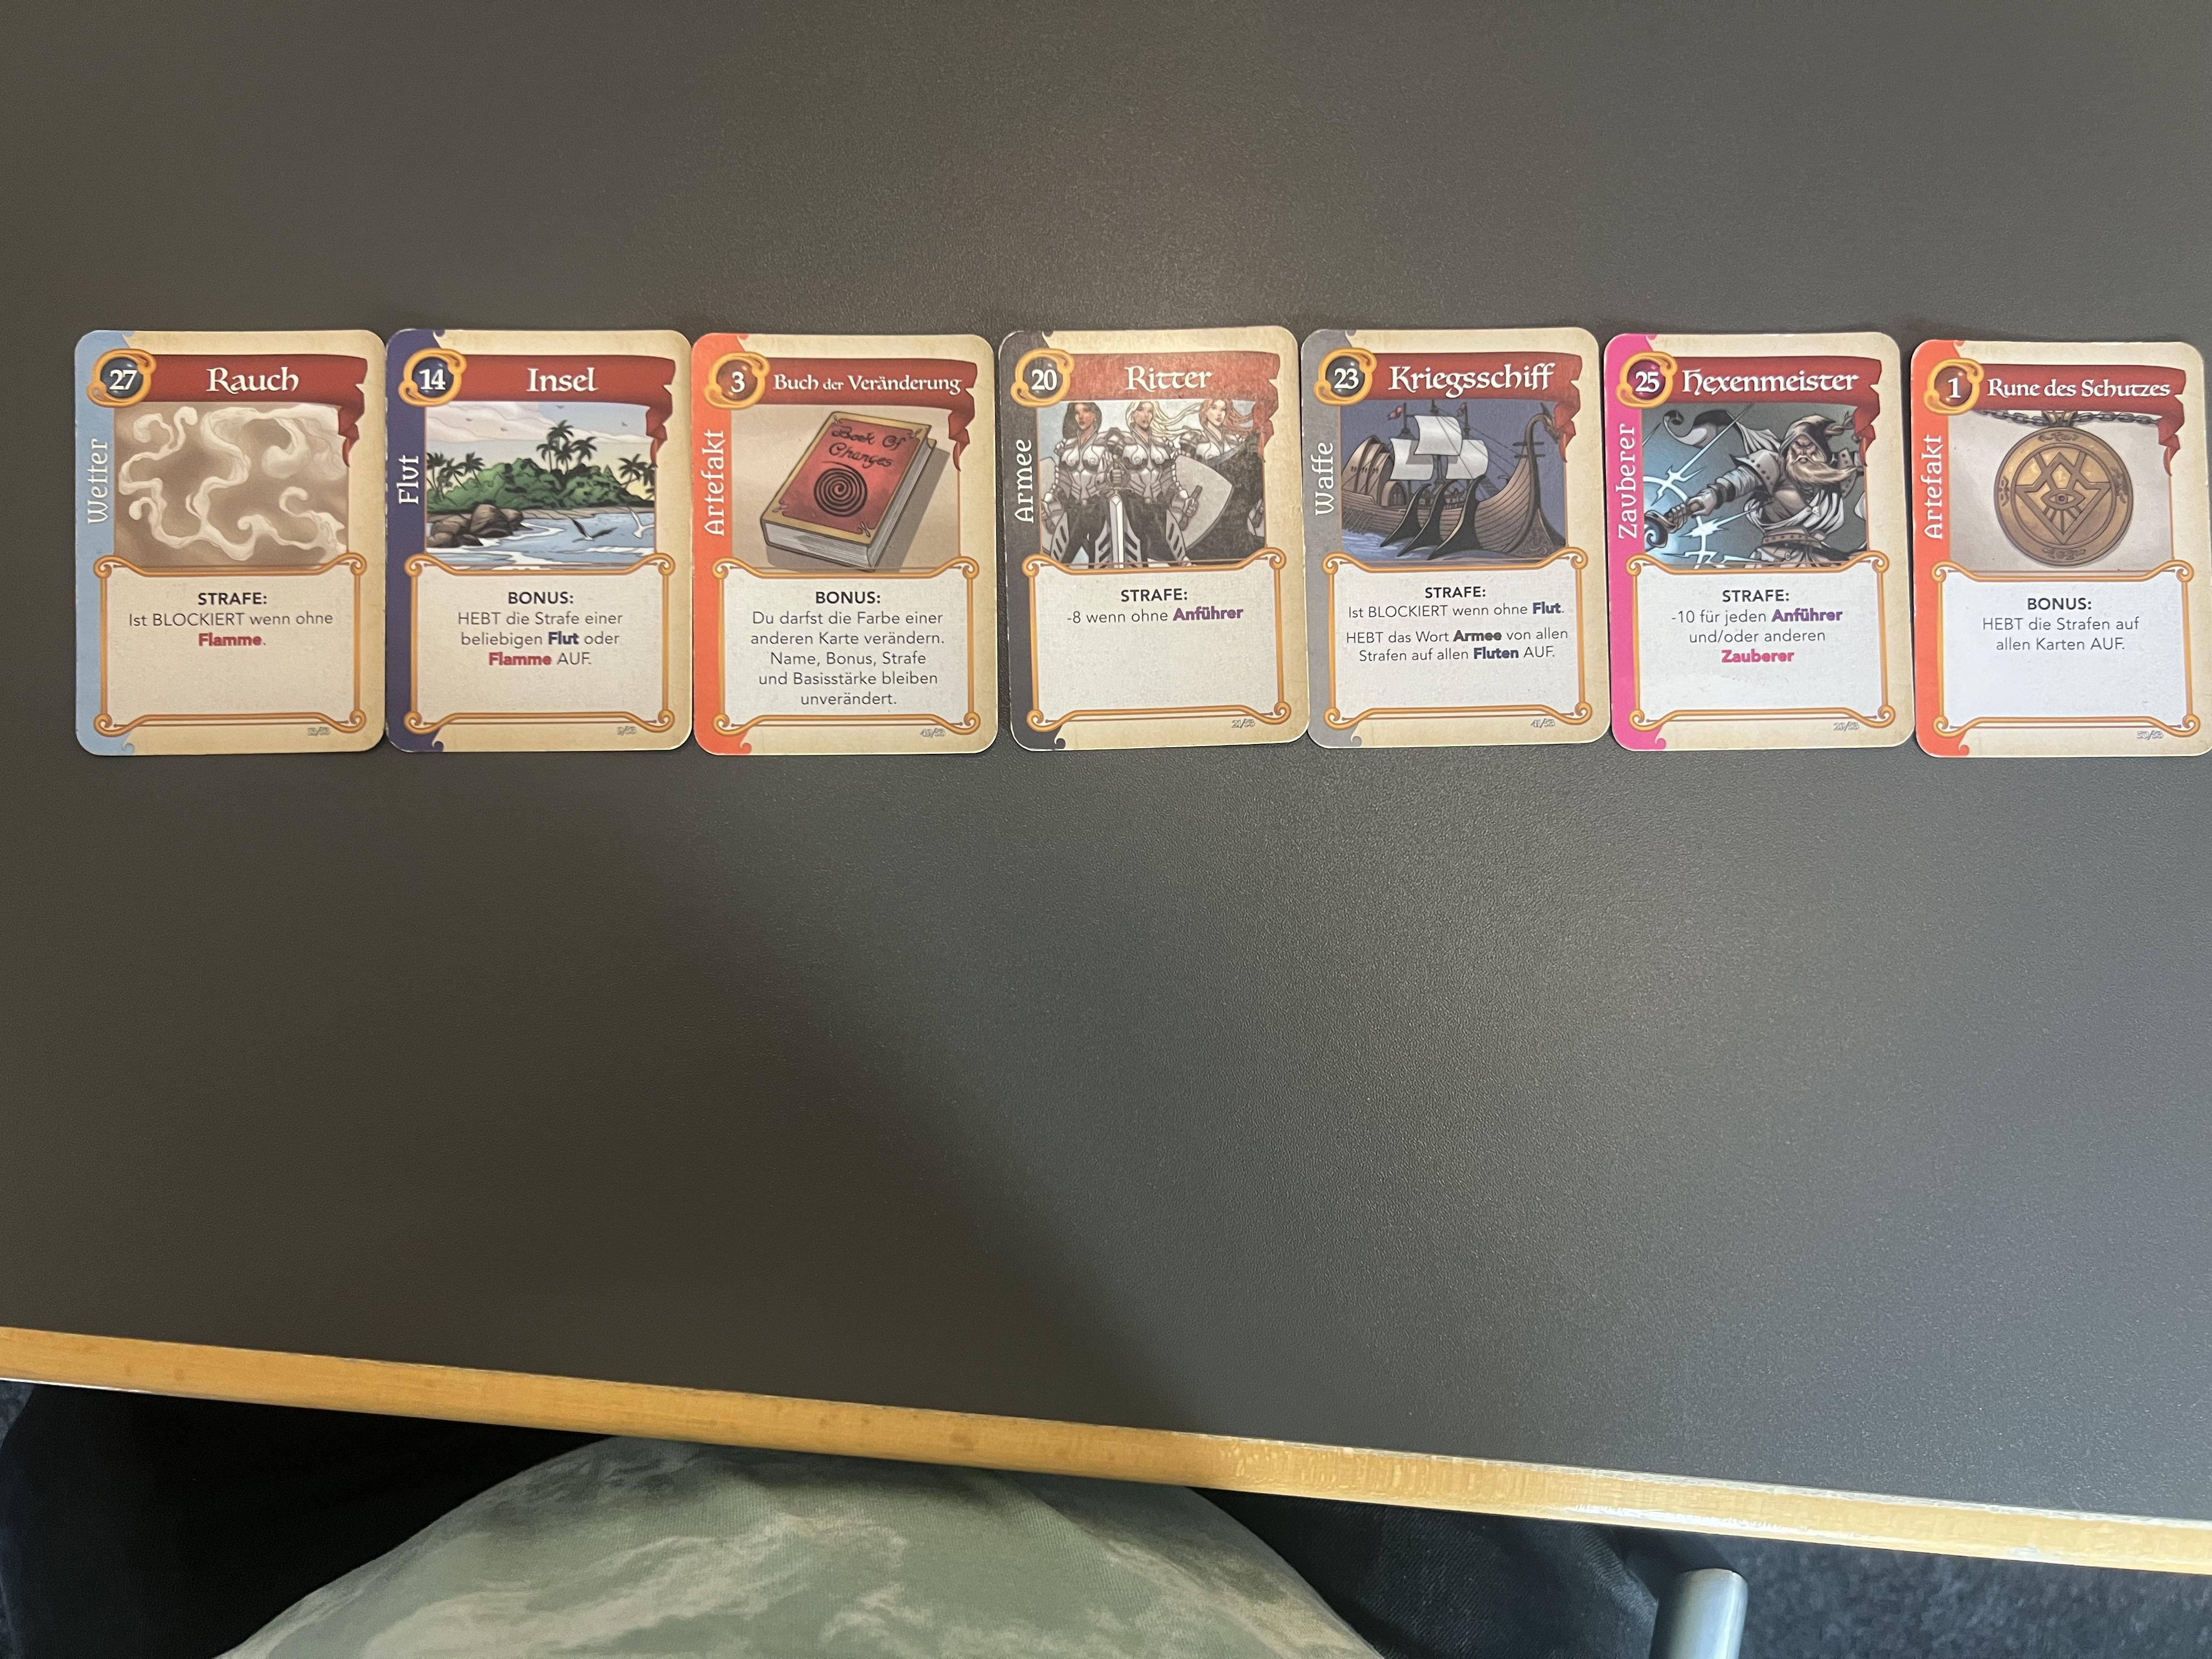 27
Rauch
Wetter
STRAFE:
Ist BLOCKIERT wenn ohne
Flamme.
14
Insel
Flut
BONUS:
HEBT die Strafe einer
beliebigen Flut oder
Flamme AUF.
3
Buch der Veränderung
Artefakt
Book Of
Changes
BONUS:
Du darfst die Farbe einer
anderen Karte verändern.
Name, Bonus, Strafe
und Basisstärke bleiben
unverändert.
20
Ritter
Armee
STRAFE:
-8 wenn ohne Anführer
23
Kriegsschiff
Waffe
STRAFE:
Ist BLOCKIERT wenn ohne Flut.
HEBT das Wort Armee von allen
Strafen auf allen Fluten AUF.
25
Hexenmeister
Zauberer
STRAFE:
-10 für jeden Anführer
und/oder anderen
Zauberer
1
Rune des Schutzes
Artefakt
BONUS:
HEBT die Strafen auf
allen Karten AUF.